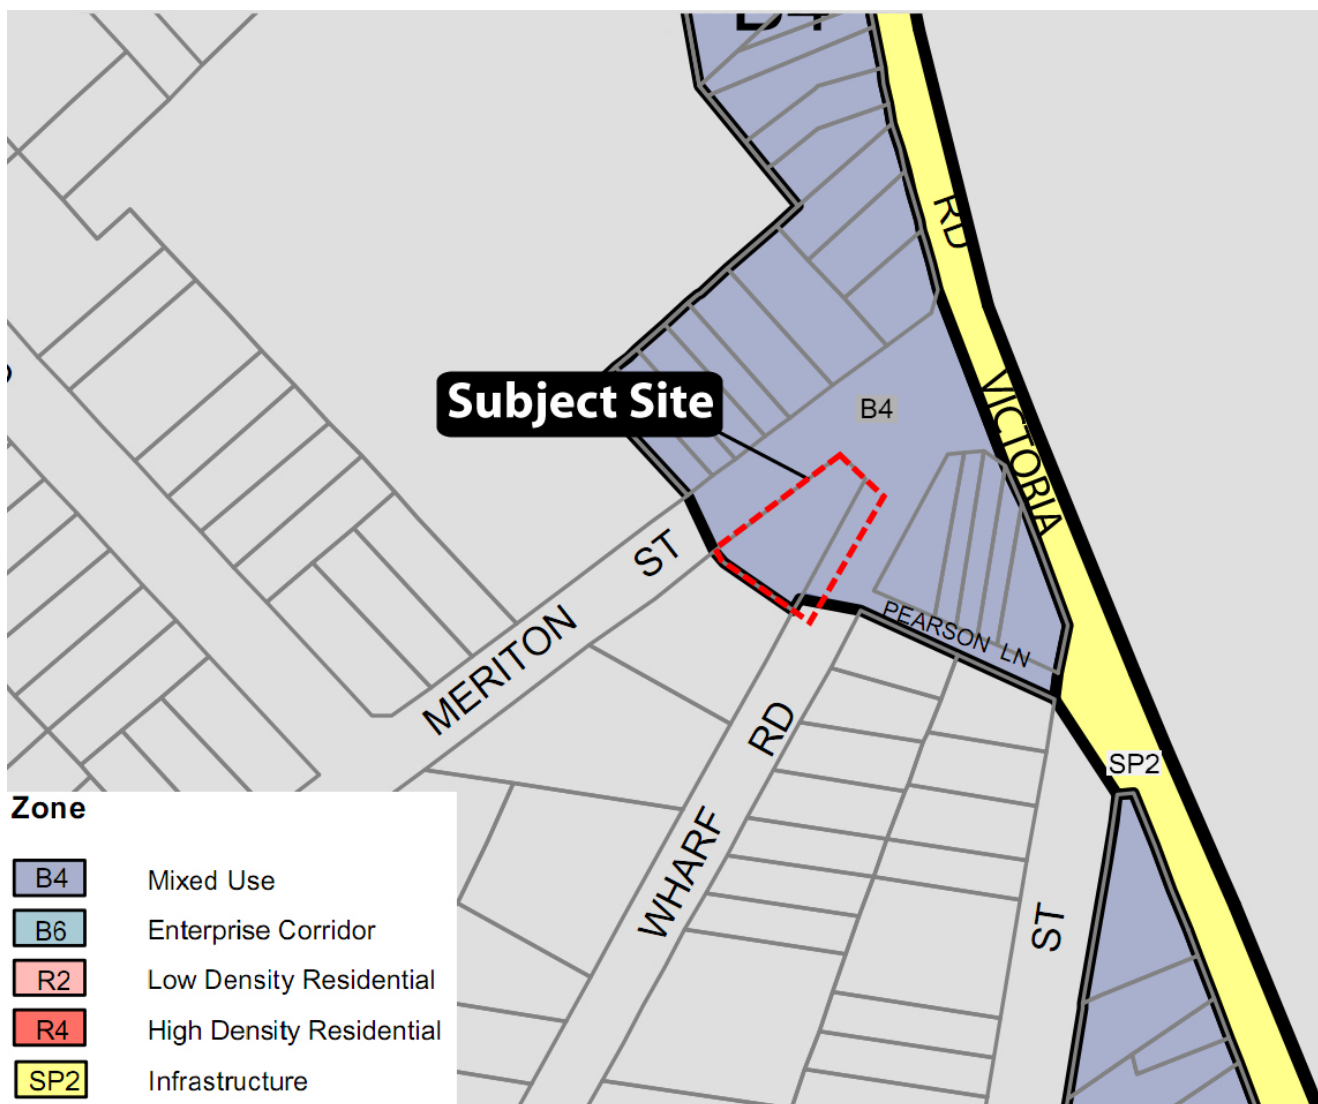 B4
RD
Subject Site
B4
VICTORIA
ST
MERITON
PEARSON LN
RD
SP2
WHARF
ST
Zone
B4 Mixed Use
B6 Enterprise Corridor
R2 Low Density Residential
R4 High Density Residential
SP2 Infrastructure